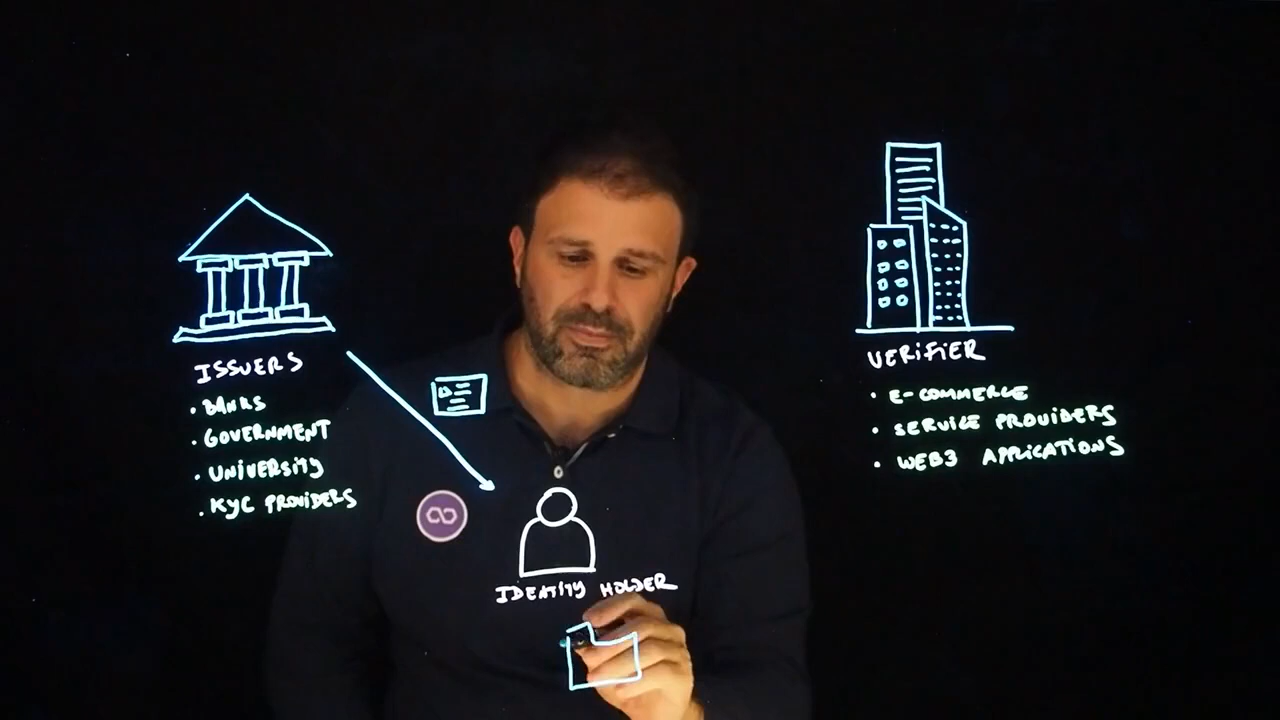 ISSUERS
• BANKS
• GOVERNMENT
• UNIVERSITY
• KYC PROVIDERS
IDENTITY HOLDER
VERIFIER
• E-COMMERCE
• SERVICE PROVIDERS
• WEB3 APPLICATIONS